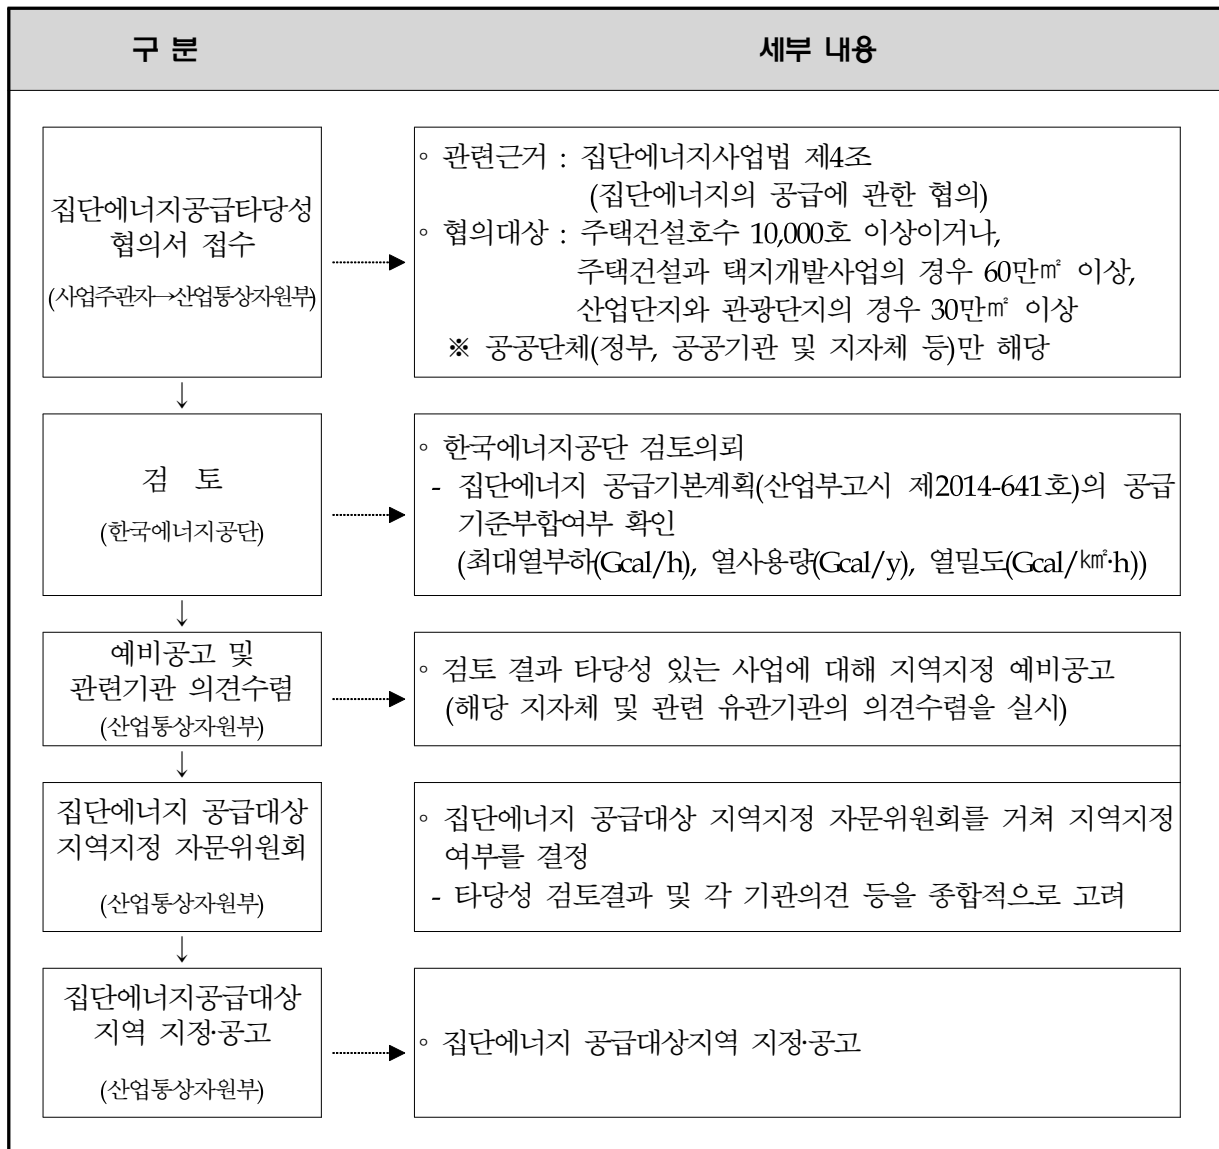 구 분
세부 내용
집단에너지공급타당성
협의서 접수
(사업주관자→산업통상자원부)
◦ 관련근거 : 집단에너지사업법 제4조
(집단에너지의 공급에 관한 협의)
◦ 협의대상 : 주택건설호수 10,000호 이상이거나,
주택건설과 택지개발사업의 경우 60만㎡ 이상,
산업단지와 관광단지의 경우 30만㎡ 이상
※ 공공단체(정부, 공공기관 및 지자체 등)만 해당
↓
검 토
(한국에너지공단)
◦ 한국에너지공단 검토의뢰
- 집단에너지 공급기본계획(산업부고시 제2014-641호)의 공급
기준부합여부 확인
(최대열부하(Gcal/h), 열사용량(Gcal/y), 열밀도(Gcal/㎢·h))
↓
예비공고 및
관련기관 의견수렴
(산업통상자원부)
◦ 검토 결과 타당성 있는 사업에 대해 지역지정 예비공고
(해당 지자체 및 관련 유관기관의 의견수렴을 실시)
↓
집단에너지 공급대상
지역지정 자문위원회
(산업통상자원부)
◦ 집단에너지 공급대상 지역지정 자문위원회를 거쳐 지역지정
여부를 결정
- 타당성 검토결과 및 각 기관의견 등을 종합적으로 고려
↓
집단에너지공급대상
지역 지정·공고
(산업통상자원부)
◦ 집단에너지 공급대상지역 지정·공고